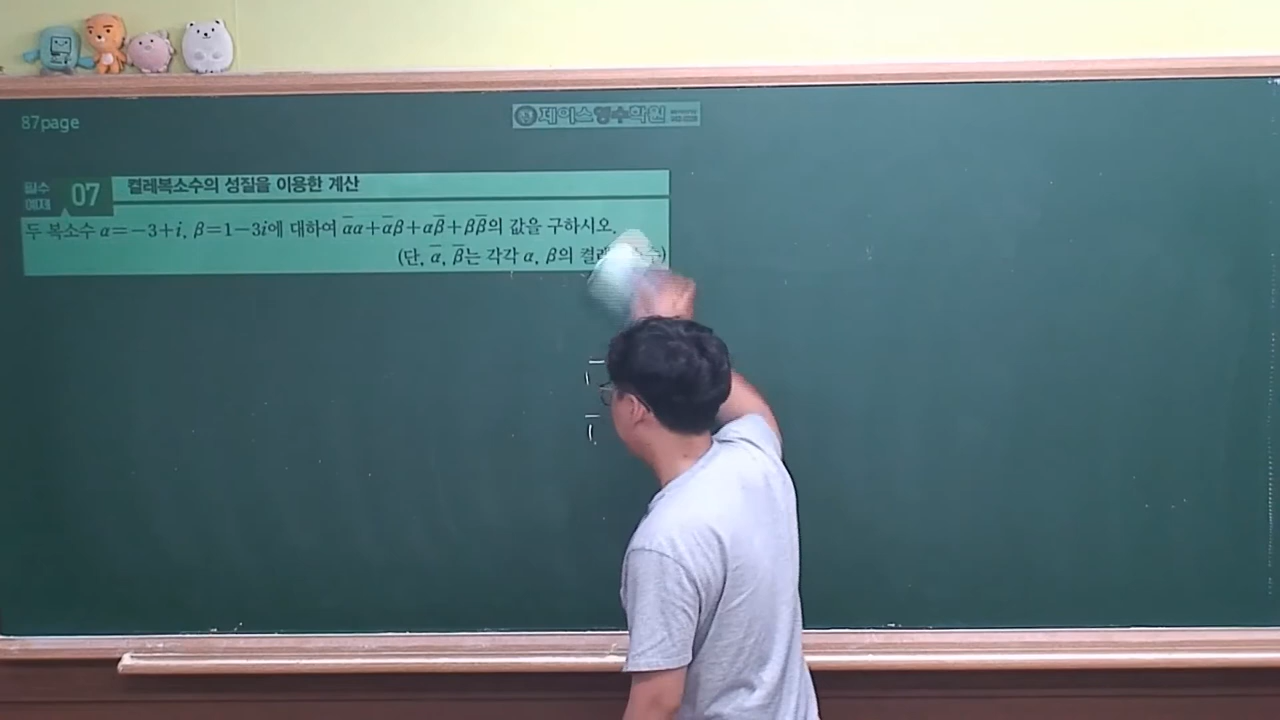 87page
제이스영수학원
필수
예제 07 켤레복소수의 성질을 이용한 계산
두 복소수 α=−3+i, β=1−3i에 대하여 α̅α+α̅β+αβ̅+ββ̅의 값을 구하시오.
(단, α̅, β̅는 각각 α, β의 켤레